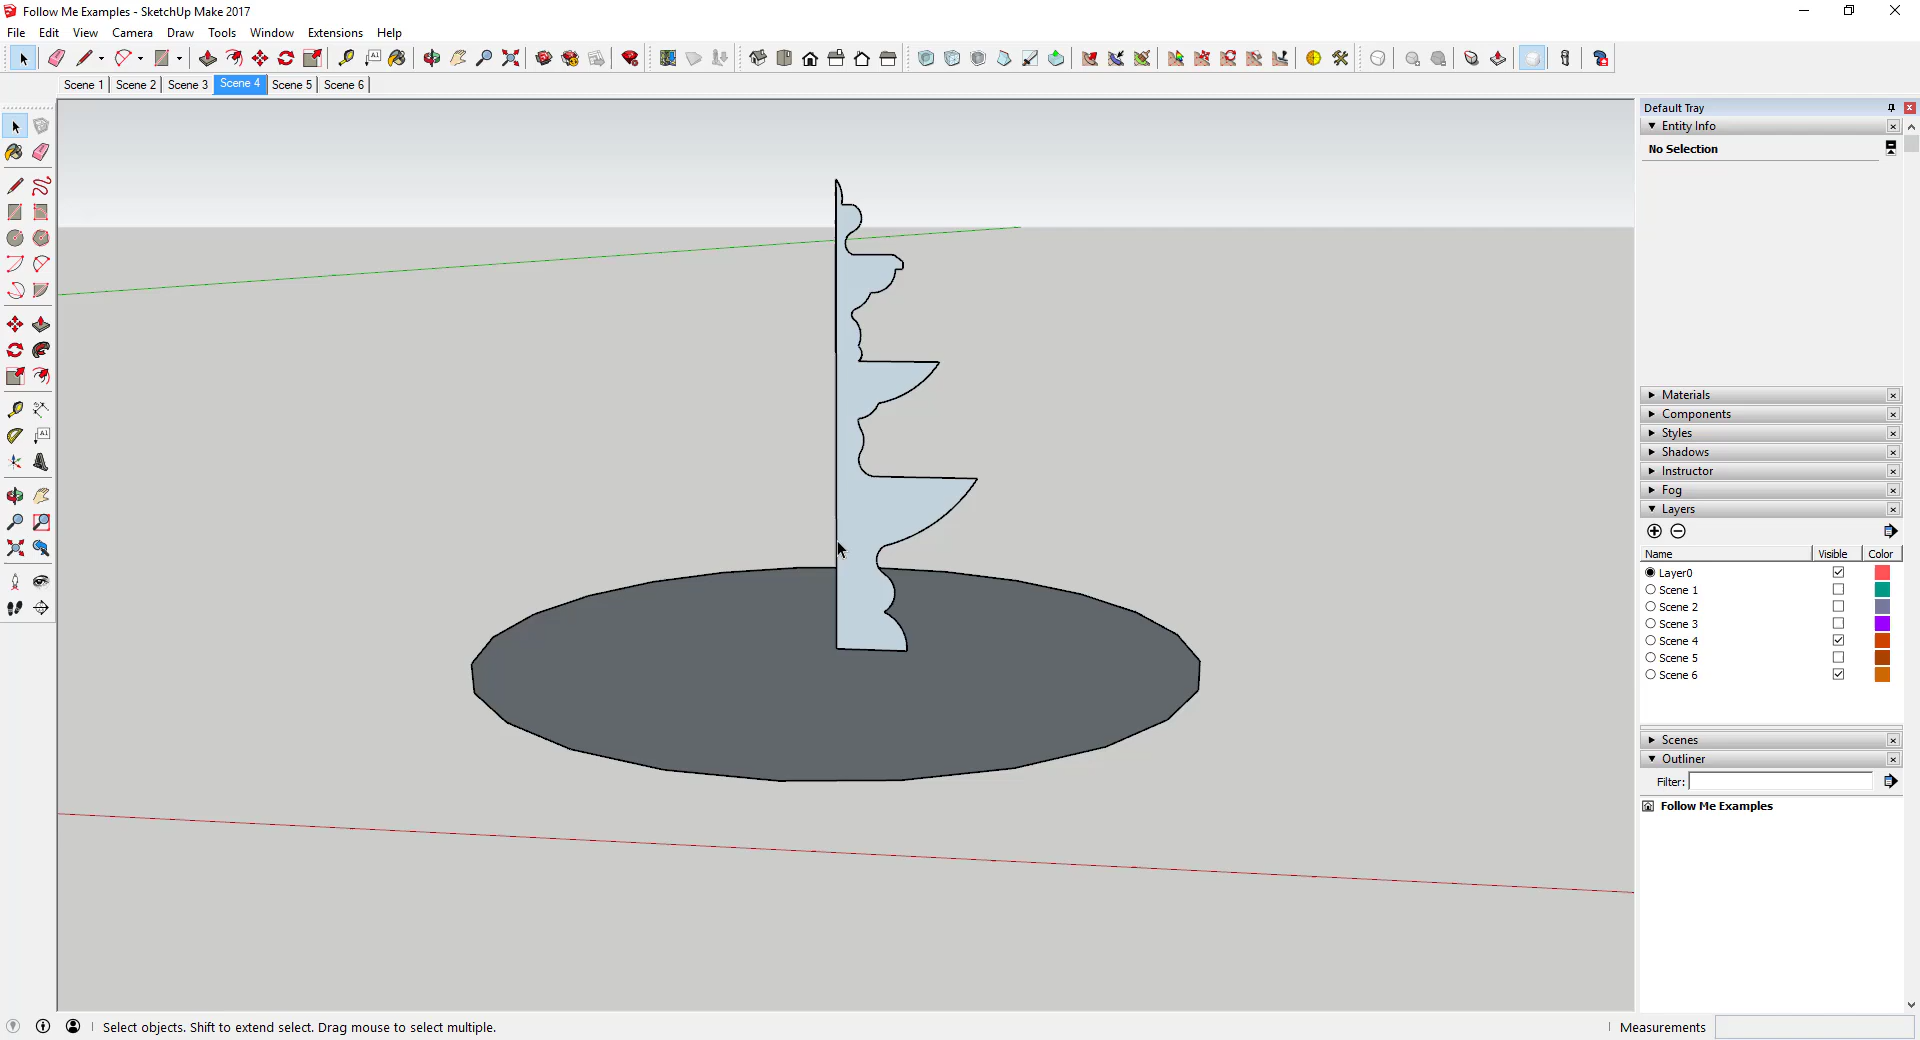 Follow Me Examples - SketchUp Make 2017
File Edit View Camera Draw Tools Window Extensions Help
A1
Scene 1 Scene 2 Scene 3 Scene 4 Scene 5 Scene 6
Default Tray
Entity Info
No Selection
Materials
Components
Styles
Shadows
Instructor
Fog
Layers
Name Visible Color
Layer0
Scene 1
Scene 2
Scene 3
Scene 4
Scene 5
Scene 6
Scenes
Outliner
Filter:
Follow Me Examples
A1
Select objects. Shift to extend select. Drag mouse to select multiple.
Measurements